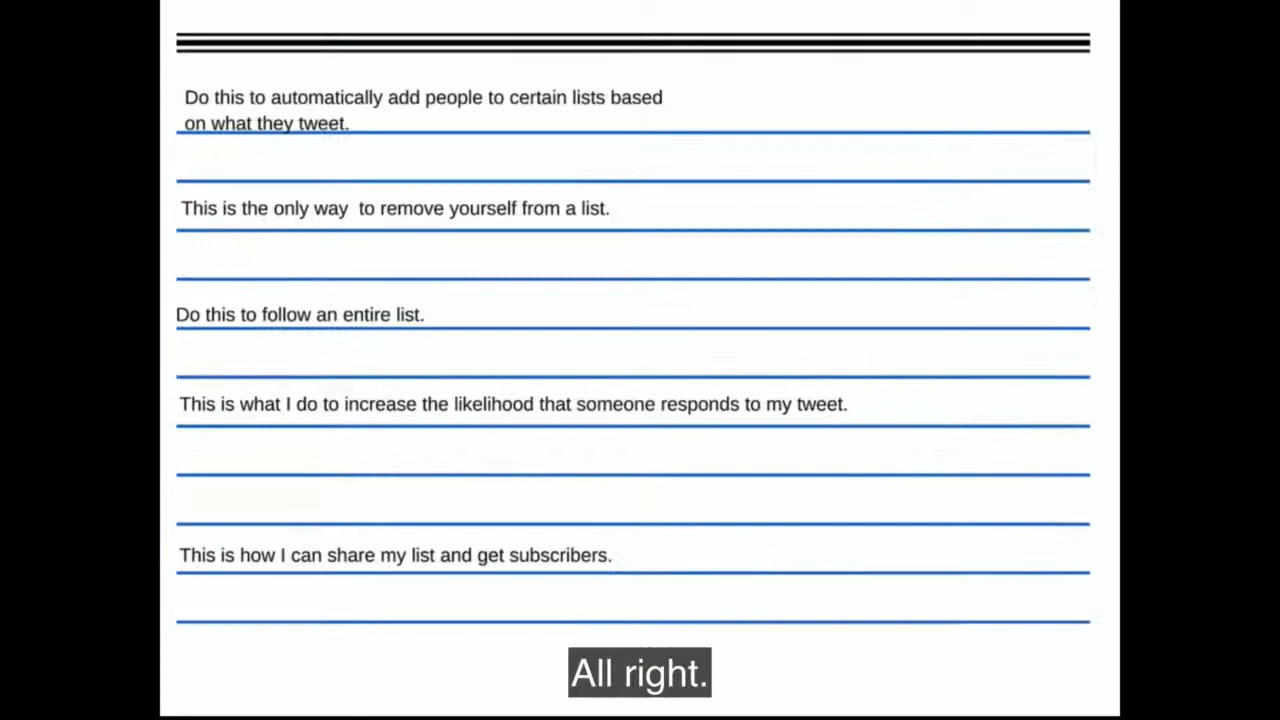 Do this to automatically add people to certain lists based
on what they tweet.
This is the only way  to remove yourself from a list.
Do this to follow an entire list.
This is what I do to increase the likelihood that someone responds to my tweet.
This is how I can share my list and get subscribers.
All right.